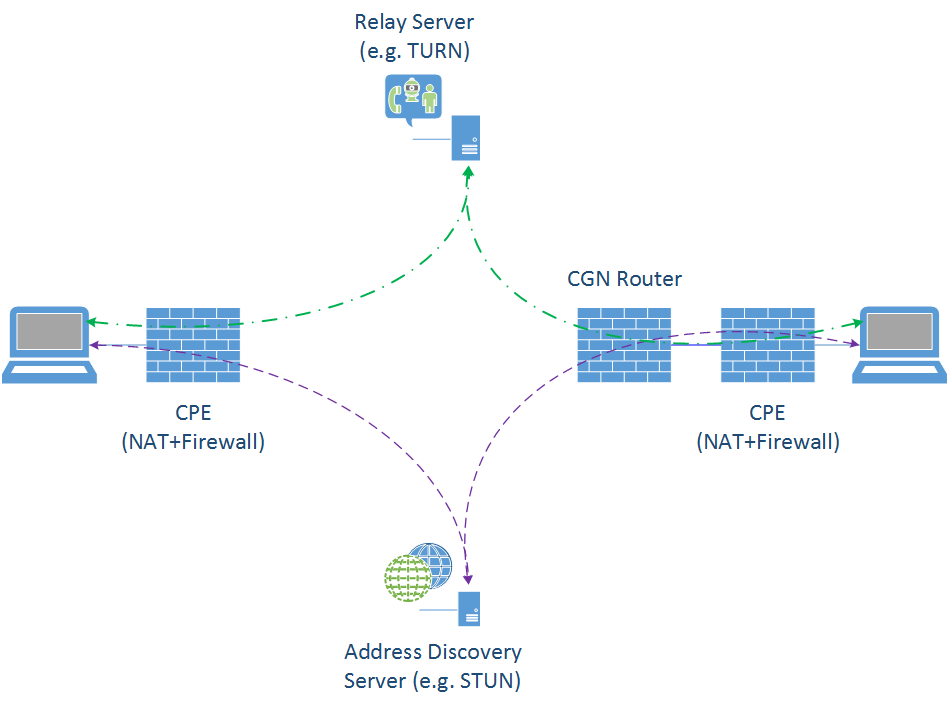 Relay Server
(e.g. TURN)
CGN Router
CPE
(NAT+Firewall)
CPE
(NAT+Firewall)
Address Discovery
Server (e.g. STUN)